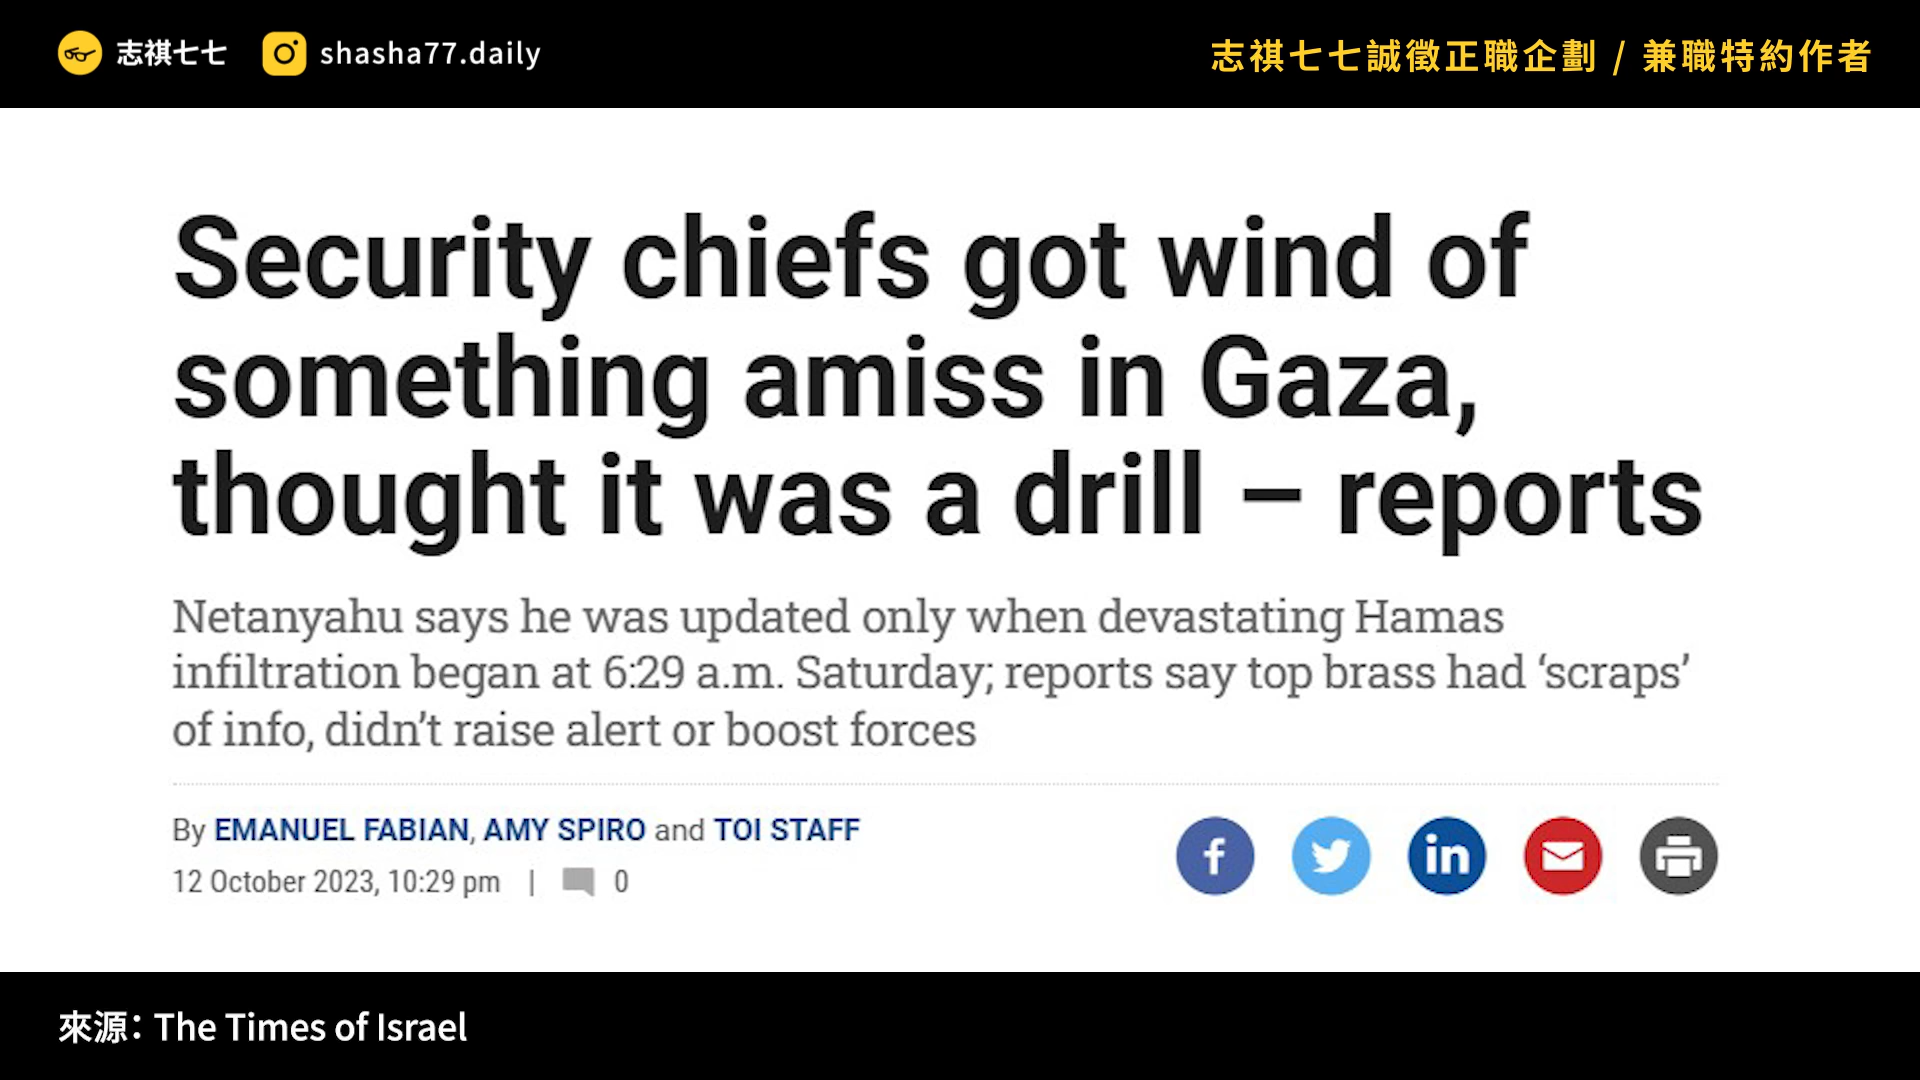 志祺七七 shasha77.daily
志祺七七誠徵正職企劃 / 兼職特約作者
Security chiefs got wind of
something amiss in Gaza,
thought it was a drill – reports
Netanyahu says he was updated only when devastating Hamas
infiltration began at 6:29 a.m. Saturday; reports say top brass had ‘scraps’
of info, didn’t raise alert or boost forces
By EMANUEL FABIAN, AMY SPIRO and TOI STAFF
12 October 2023, 10:29 pm | 0
來源：The Times of Israel